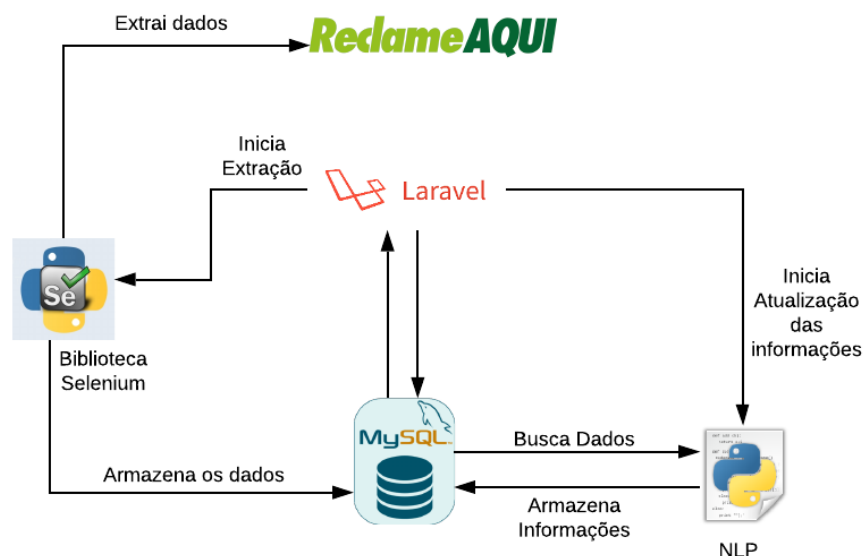 Extrai dados
ReclameAQUI
Inicia
Extração
Laravel
Se
Inicia
Atualização
das
informações
Biblioteca
Selenium
MySQL
Busca Dados
Armazena os dados
Armazena
Informações
NLP